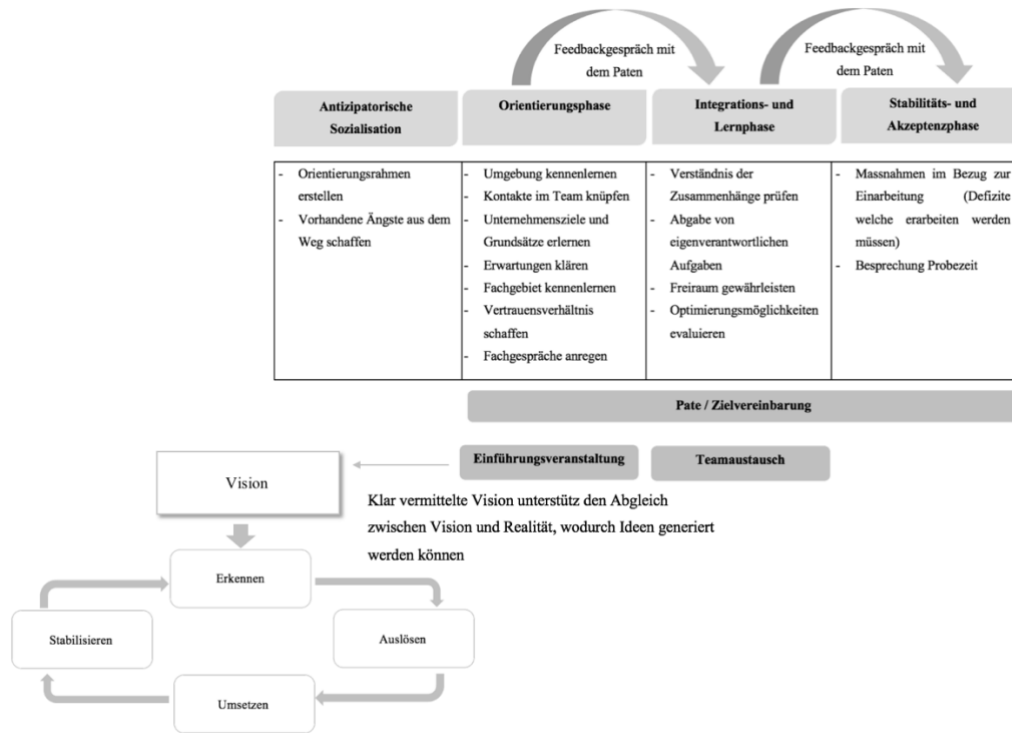 Feedbackgespräch mit
dem Paten
Feedbackgespräch mit
dem Paten
Antizipatorische
Sozialisation
Orientierungsphase
Integrations- und
Lernphase
Stabilitäts- und
Akzeptenzphase
- Orientierungsrahmen
erstellen
- Vorhandene Ängste aus dem
Weg schaffen
- Umgebung kennenlernen
- Kontakte im Team knüpfen
- Unternehmensziele und
Grundsätze erlernen
- Erwartungen klären
- Fachgebiet kennenlernen
- Vertrauensverhältnis
schaffen
- Fachgespräche anregen
- Verständnis der
Zusammenhänge prüfen
- Abgabe von
eigenverantwortlichen
Aufgaben
- Freiraum gewährleisten
- Optimierungsmöglichkeiten
evaluieren
- Massnahmen im Bezug zur
Einarbeitung (Defizite
welche erarbeiten werden
müssen)
- Besprechung Probezeit
Pate / Zielvereinbarung
Einführungsveranstaltung
Teamaustausch
Vision
Klar vermittelte Vision unterstütz den Abgleich
zwischen Vision und Realität, wodurch Ideen generiert
werden können
Erkennen
Stabilisieren
Auslösen
Umsetzen